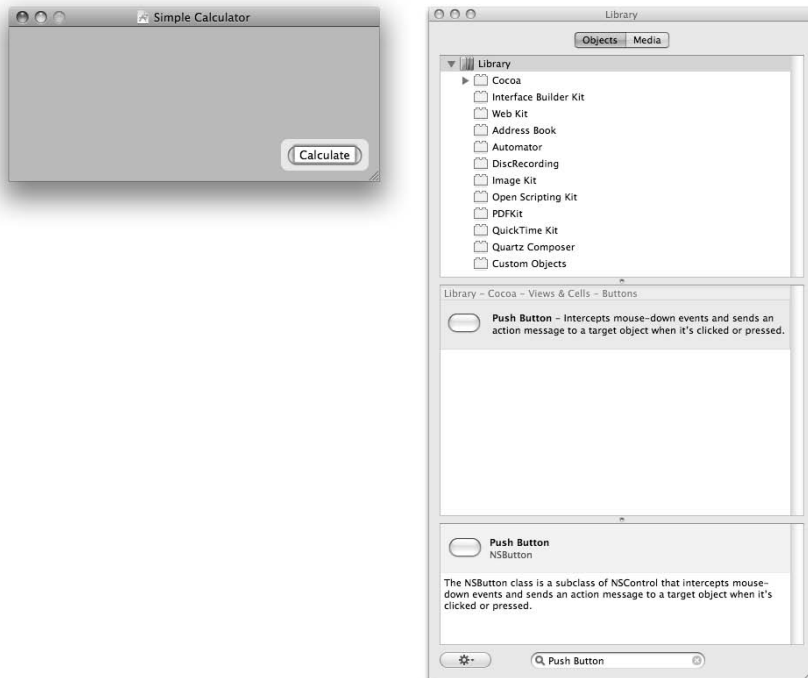 Simple Calculator
Calculate
Library
Objects Media
Library
Cocoa
Interface Builder Kit
Web Kit
Address Book
Automator
DiscRecording
Image Kit
Open Scripting Kit
PDFKit
QuickTime Kit
Quartz Composer
Custom Objects
Library – Cocoa – Views & Cells – Buttons
Push Button – Intercepts mouse-down events and sends an
action message to a target object when it's clicked or pressed.
Push Button
NSButton
The NSButton class is a subclass of NSControl that intercepts mouse-
down events and sends an action message to a target object when it's
clicked or pressed.
Push Button